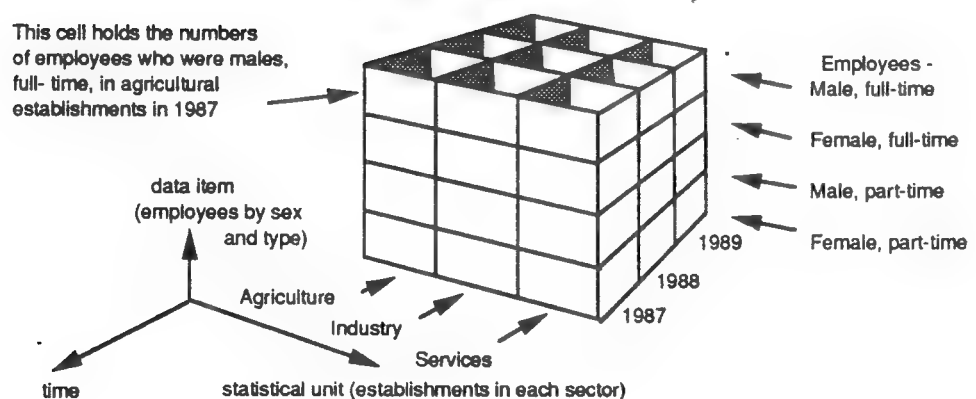 This cell holds the numbers
of employees who were males,
full- time, in agricultural
establishments in 1987
Employees -
Male, full-time
Female, full-time
Male, part-time
Female, part-time
data item
(employees by sex
and type)
1989
1988
1987
Agriculture
Industry
Services
time
statistical unit (establishments in each sector)